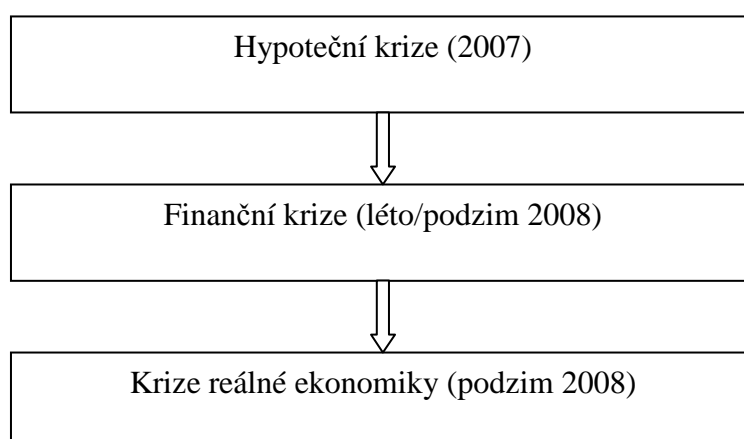 Hypoteční krize (2007)
Finanční krize (léto/podzim 2008)
Krize reálné ekonomiky (podzim 2008)